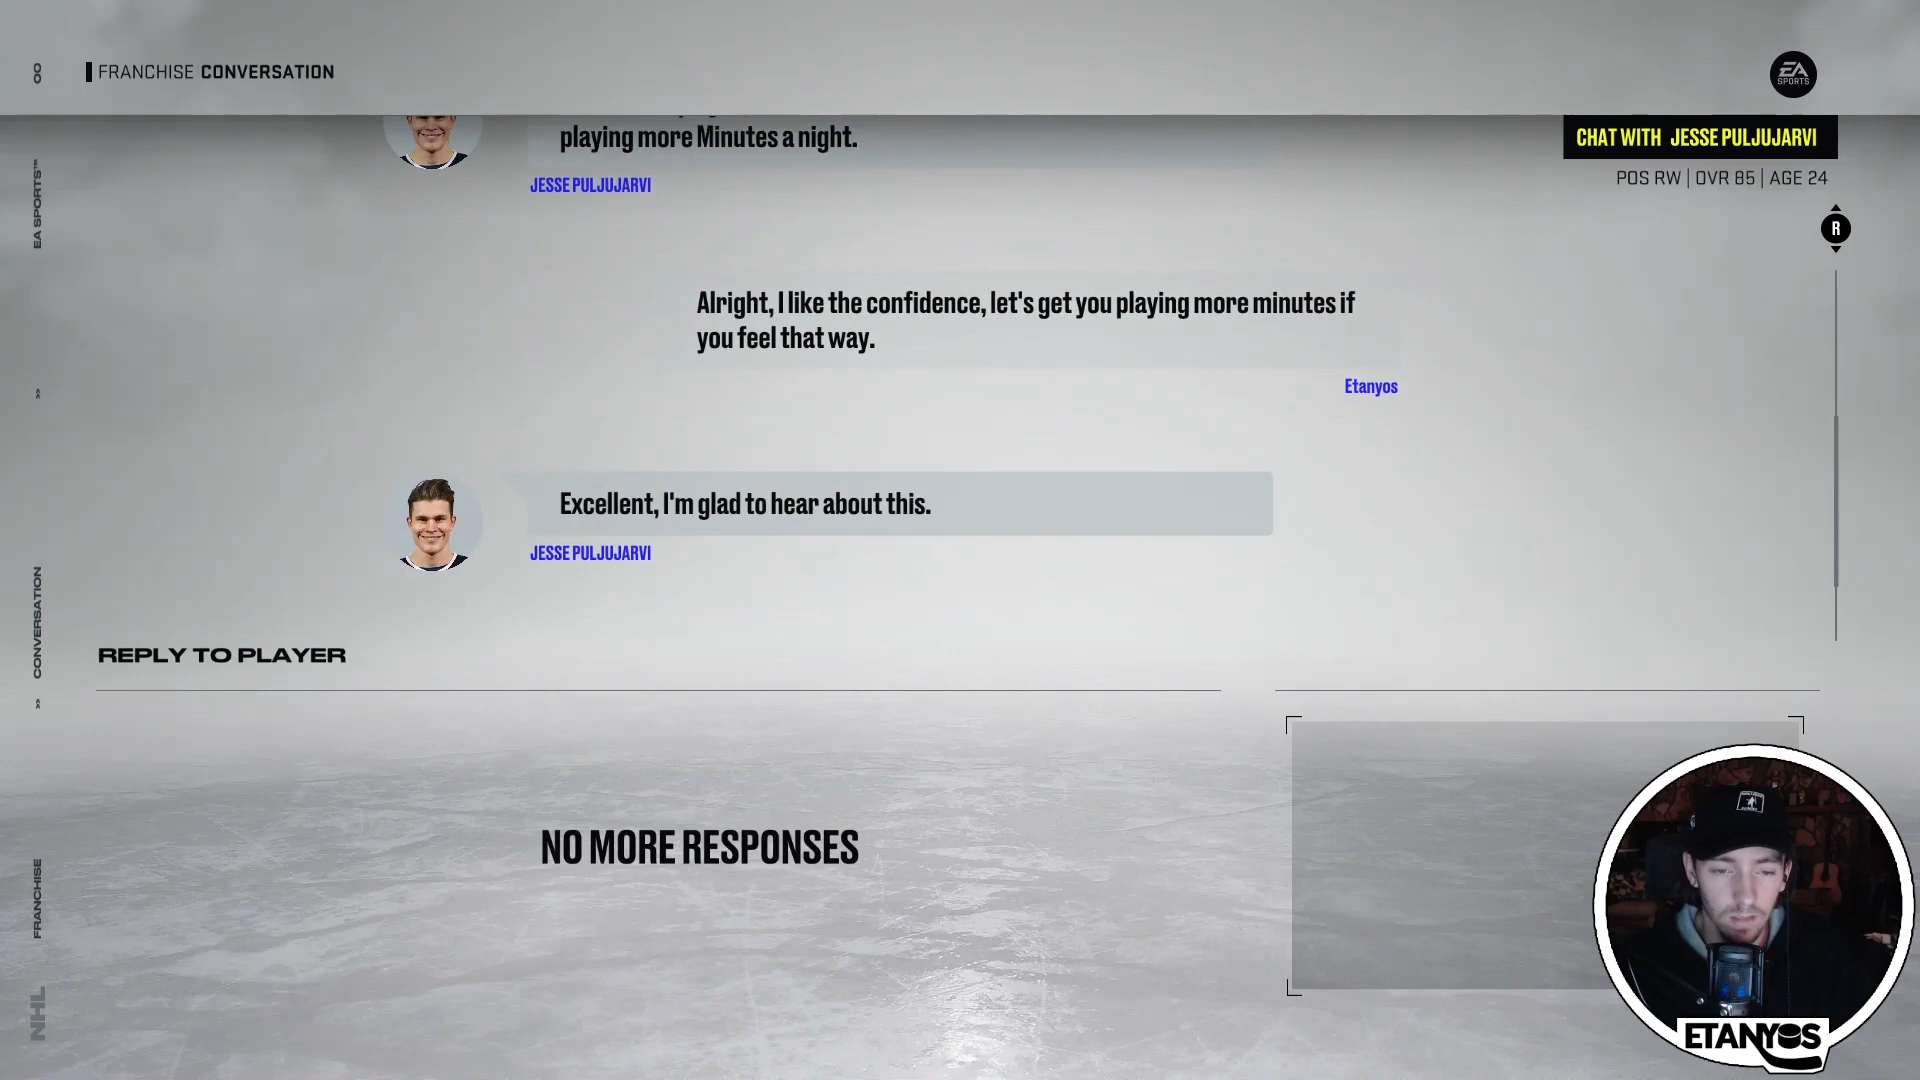 FRANCHISE CONVERSATION
EA
SPORTS
playing more Minutes a night.
JESSE PULJUJARVI
CHAT WITH JESSE PULJUJARVI
POS RW | OVR 85 | AGE 24
R
Alright, I like the confidence, let's get you playing more minutes if
you feel that way.
Etanyos
Excellent, I'm glad to hear about this.
JESSE PULJUJARVI
REPLY TO PLAYER
NO MORE RESPONSES
NHL
FRANCHISE
CONVERSATION
EA SPORTS™
ETANYOS